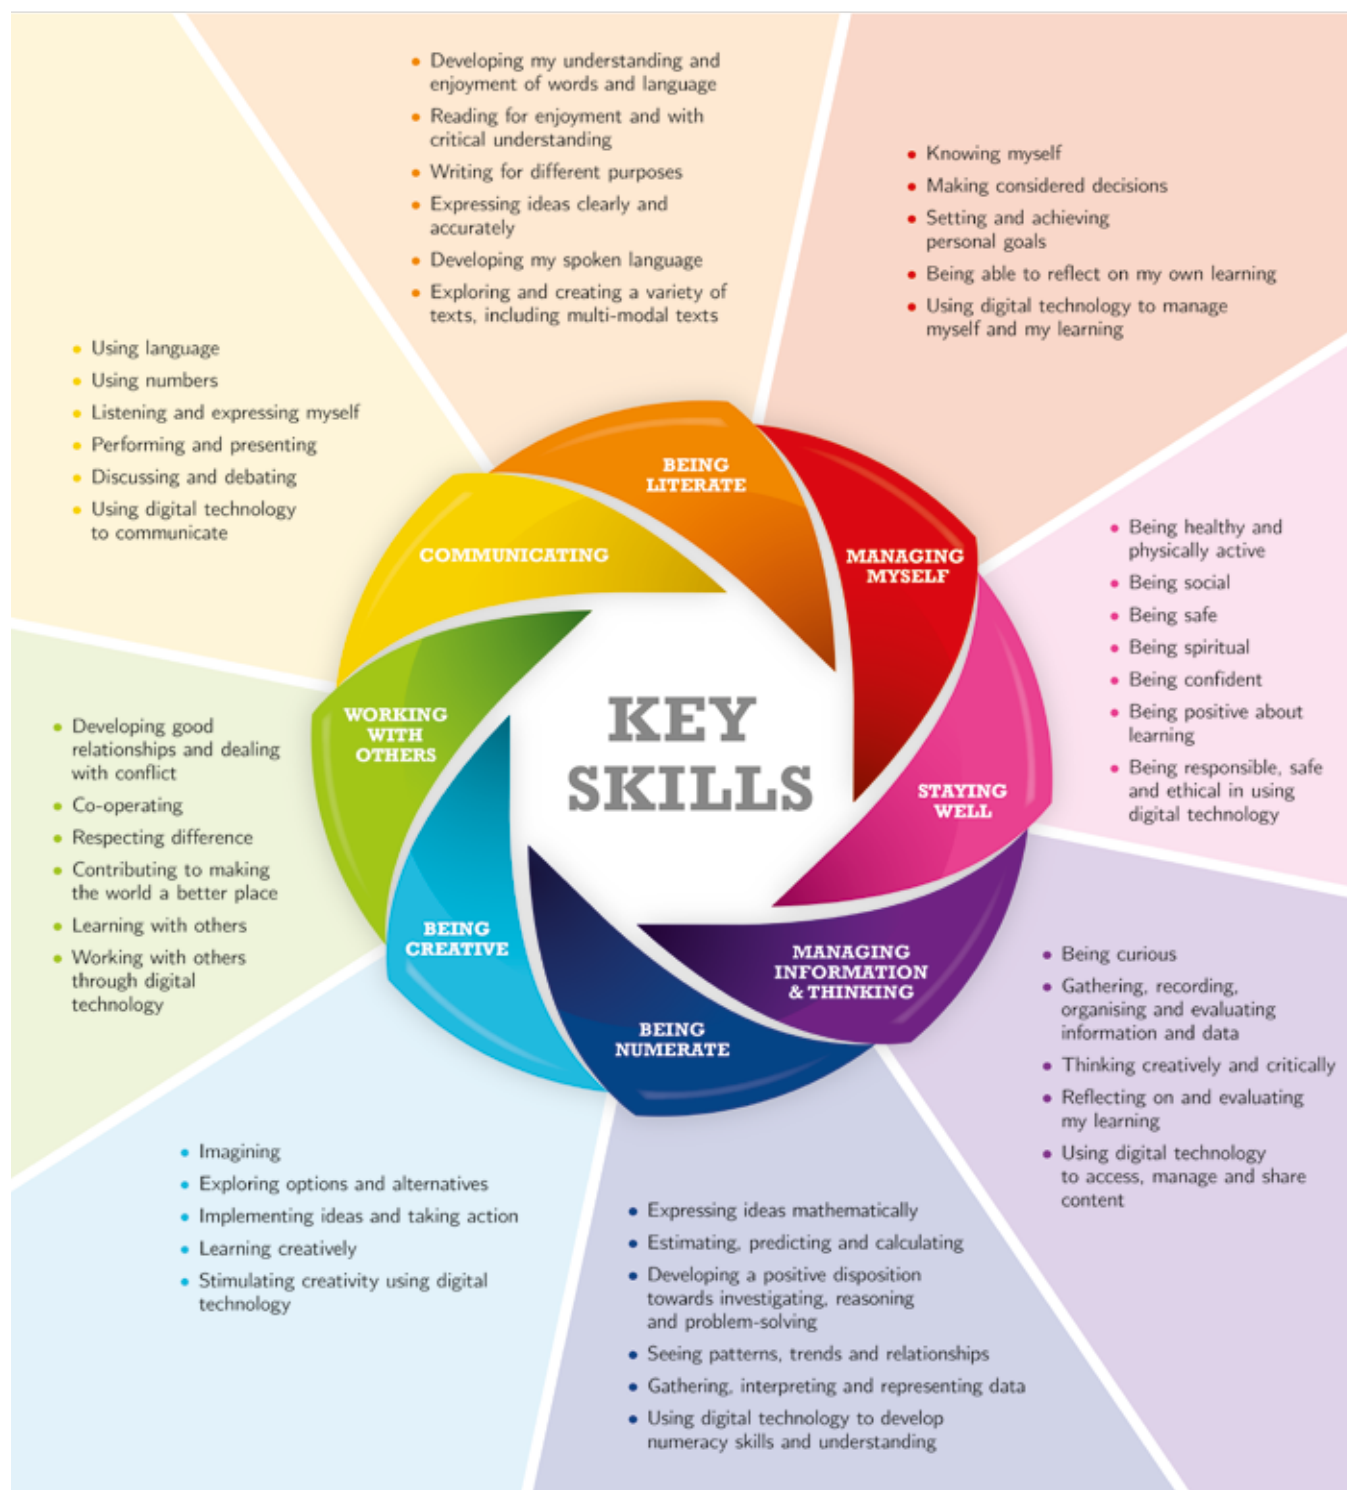 Developing my understanding and
enjoyment of words and language
Reading for enjoyment and with
critical understanding
Writing for different purposes
Expressing ideas clearly and
accurately
Developing my spoken language
Exploring and creating a variety of
texts, including multi-modal texts
Knowing myself
Making considered decisions
Setting and achieving
personal goals
Being able to reflect on my own learning
Using digital technology to manage
myself and my learning
Using language
Using numbers
Listening and expressing myself
Performing and presenting
Discussing and debating
Using digital technology
to communicate
BEING
LITERATE
COMMUNICATING
MANAGING
MYSELF
Being healthy and
physically active
Being social
Being safe
Being spiritual
Being confident
Being positive about
learning
Being responsible, safe
and ethical in using
digital technology
WORKING
WITH
OTHERS
KEY
SKILLS
STAYING
WELL
Developing good
relationships and dealing
with conflict
Co-operating
Respecting difference
Contributing to making
the world a better place
Learning with others
Working with others
through digital
technology
BEING
CREATIVE
MANAGING
INFORMATION
& THINKING
BEING
NUMERATE
Being curious
Gathering, recording,
organising and evaluating
information and data
Thinking creatively and critically
Reflecting on and evaluating
my learning
Using digital technology
to access, manage and share
content
Imagining
Exploring options and alternatives
Implementing ideas and taking action
Learning creatively
Stimulating creativity using digital
technology
Expressing ideas mathematically
Estimating, predicting and calculating
Developing a positive disposition
towards investigating, reasoning
and problem-solving
Seeing patterns, trends and relationships
Gathering, interpreting and representing data
Using digital technology to develop
numeracy skills and understanding